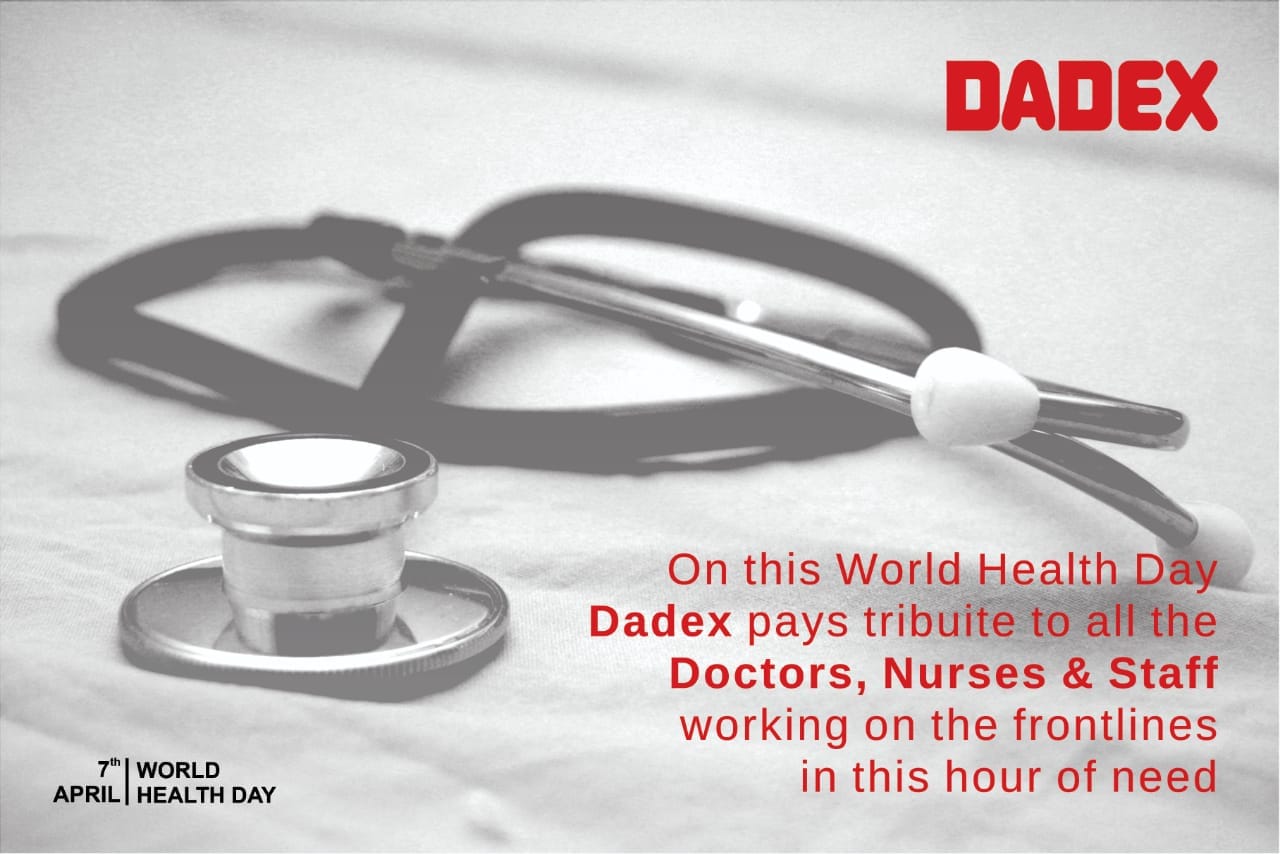 DADEX
On this World Health Day
Dadex pays tribuite to all the
Doctors, Nurses & Staff
working on the frontlines
in this hour of need
7th
APRIL
WORLD
HEALTH DAY